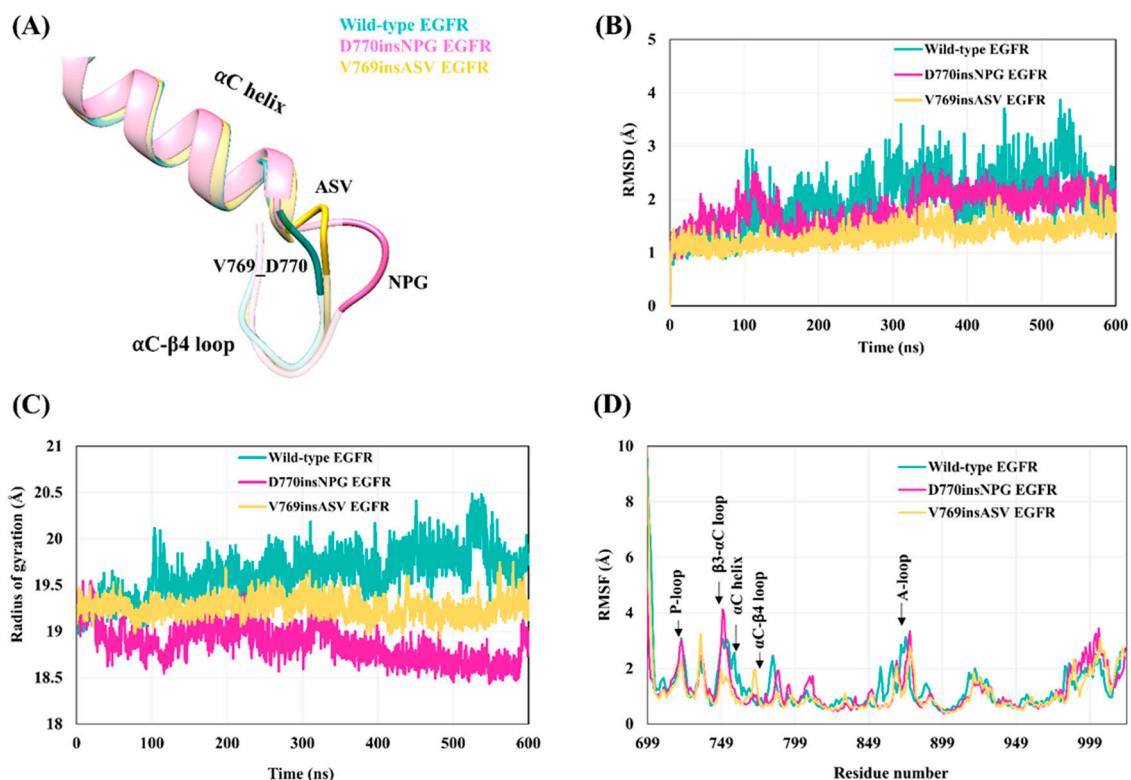 (A)
Wild-type EGFR
D770insNPG EGFR
V769insASV EGFR
αC helix
ASV
V769_D770
NPG
αC-β4 loop
(B)
5
4
3
2
1
0
RMSD (Å)
Wild-type EGFR
D770insNPG EGFR
V769insASV EGFR
0 100 200 300 400 500 600
Time (ns)
(C)
21
20.5
20
19.5
19
18.5
18
Radius of gyration (Å)
Wild-type EGFR
D770insNPG EGFR
V769insASV EGFR
0 100 200 300 400 500 600
Time (ns)
(D)
10
8
6
4
2
0
RMSF (Å)
Wild-type EGFR
D770insNPG EGFR
V769insASV EGFR
P-loop
β3-αC loop
αC helix
αC-β4 loop
A-loop
699 749 799 849 899 949 999
Residue number